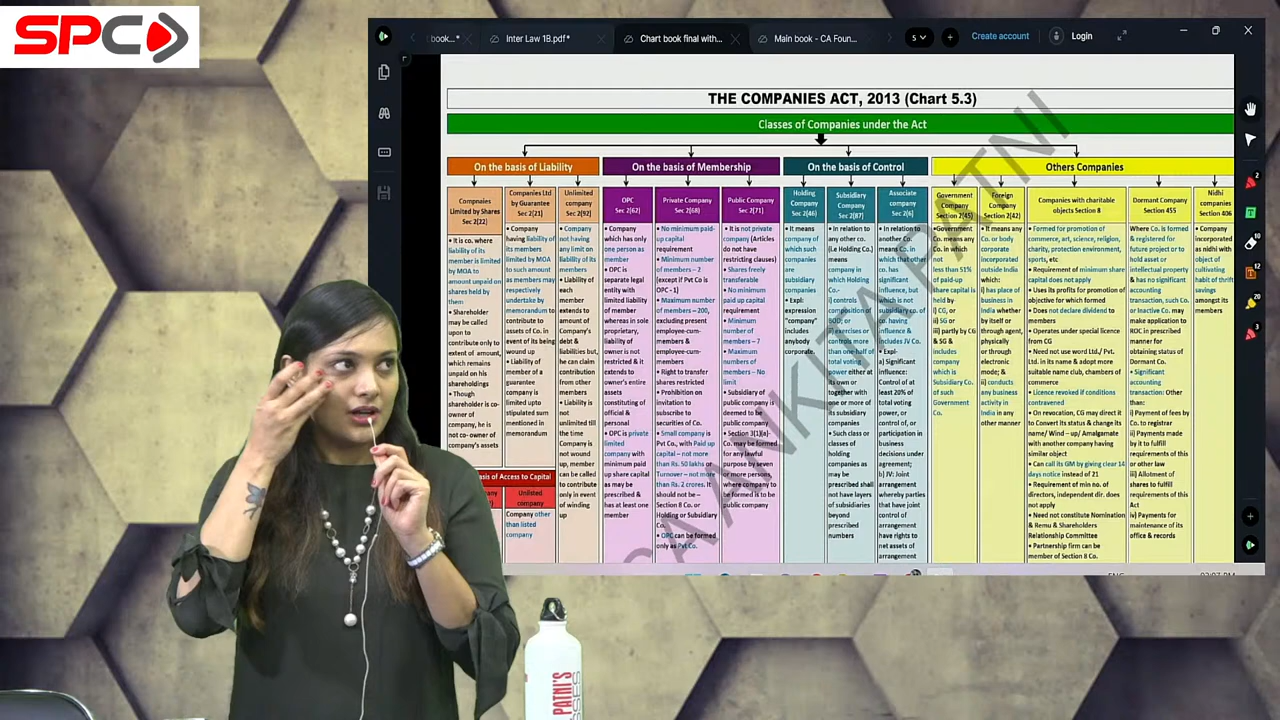 SPC
book...*
Inter Law 1B.pdf*
Chart book final with...
Main book - CA Foun...
5
Create account
Login
THE COMPANIES ACT, 2013 (Chart 5.3)
Classes of Companies under the Act
On the basis of Liability
On the basis of Membership
On the basis of Control
Others Companies
Compnaies
Limited by Shares
Sec 2(22)
• It is co. where
liability of its
member is
limited by MOA to
amount unpaid on
shares held by
them
• Shareholder
may be called
upon to
contribute only to
extent of amount,
which remains
unpaid on his
shareholdings
• Though
shareholder is co-
owner of
company, he is
not co- owner of
company's assets
Companies Ltd
by Guarantee
Sec 2(21)
• Company
having liability of
its members
limited by MOA
to such amount
as members may
respectively
undertake by
memorandum to
contribute to
assets of Co. in
event of its being
wound up
• Liability of
member of a
guarantee
company is
limited upto
stipulated sum
mentioned in
memorandum
Unlimited
company
Sec 2(92)
• Company
not having
any limit on
liability of its
members
• Liability of
each
member
extends to
amount of
Company's
debt &
liabilities but,
he can claim
contribution
from other
members
• Liability is
not
unlimited till
the time
Company is
not wound
up, member
can be called
to contribute
only in event
of winding
up
asis of Access to Capital
Unlisted
company
Company other
than listed
company
OPC
Sec 2(62)
• Company
which has only
one person as
member
• OPC is
separate legal
entity with
limited liability
of member
whereas in sole
proprietary,
liability of
owner is not
restricted & it
extends to
owner's entire
assets
constituting of
official &
personal
• OPC is private
limited
company with
minimum paid
up share capital
as may be
prescribed &
has at least one
member
Private Company
Sec 2(68)
• No minimum paid-
up capital
requirement
• Minimum number
of members – 2
(except if Pvt Co is
OPC - 1)
• Maximum number
of members – 200,
excluding present
employee-cum-
members &
erstwhile
employee-cum-
members
• Right to transfer
shares restricted
• Prohibition on
invitation to
subscribe to
securities of Co.
• Small company is
Pvt Co., with Paid up
capital – not more
than Rs. 50 lakhs or
Turnover – not more
than Rs. 2 crores. It
should not be –
Section 8 Co. or
Holding or Subsidiary
Co.
• OPC can be formed
only as Pvt Co.
Public Company
Sec 2(71)
• It is not private
company (Articles
do not have
restricting clauses)
• Shares freely
transferable
• No minimum
paid up capital
requirement
• Minimum
number of
members – 7
• Maximum
numbers of
members – No
limit
• Subsidiary of
public company is
deemed to be
public company
• Section 3(1)(a)-
Co. may be formed
for any lawful
purpose by seven
or more persons,
where company to
be formed is to be
public company
Holding
Company
Sec 2(46)
• It means
company of
which such
companies
are
subsidiary
companies
• Expl:
expression
"company"
includes
anybody
corporate.
Subsidiary
Company
Sec 2(87)
• In relation to
any other co.
(i.e Holding Co.)
means
company in
which Holding
Co.-
i) controls
composition of
BOD; or
ii) exercises or
controls more
than one-half of
total voting
power either at
its own or
together with
one or more of
its subsidiary
companies
• Such class or
classes of
holding
companies as
may be
prescribed shall
not have layers
of subsidiaries
beyond
prescribed
numbers
Associate
company
Sec 2(6)
• In relation to
another Co.
means Co. in
which that other
co. has
significant
influence, but
which is not
subsidiary co. of
co. having
influence &
includes JV Co.
• Expl-
a) Significant
influence:
Control of at
least 20% of
total voting
power, or
control of, or
participation in
business
decisions under
agreement;
b) JV: Joint
arrangement
whereby parties
that have joint
control of
arrangement
have rights to
net assets of
arrangement
Government
Company
Section 2(45)
•Government
Co. means any
Co. in which
not less
than 51% of
paid-up share
capital is held
by
i) CG, or
ii) SG or
iii) partly by CG
& SG &
includes
company
which is
Subsidiary Co.
of such
Government
Co.
Foreign
Company
Section 2(42)
• It means any
Co. or body
corporate
incorporated
outside India
which:
i) has place of
business in
India whether
by itself or
through agent,
physically
or through
electronic
mode; &
ii) conducts
any business
activity in
India in any
other manner
Companies with charitable
objects Section 8
• Formed for promotion of
commerce, art, science, religion,
charity, protection environment,
sports, etc
• Requirement of minimum share
capital does not apply
• Uses its profits for promotion of
objective for which formed
• Does not declare dividend to
members
• Operates under special licence
from CG
• Need not use word Ltd./ Pvt.
Ltd. in its name & adopt more
suitable name club, chambers of
commerce
• Licence revoked if conditions
contravened
• On revocation, CG may direct it
to Convert its status & change its
name/ Wind – up/ Amalgamate
with another company having
similar object
• Can call its GM by giving clear 14
days notice instead of 21
• Requirement of min no. of
directors, independent dir. does
not apply
• Need not constitute Nomination
& Remu & Shareholders
Relationship Committee
• Partnership firm can be
member of Section 8 Co.
Dormant Company
Section 455
Where Co. is formed
& registered for
future project or to
hold asset or
intellectual property
& has no significant
accounting
transaction, such Co.
or Inactive Co. may
make application to
ROC in prescribed
manner for
obtaining status of
Dormant Co.
• Significant
accounting
transaction: Other
than:
i) Payment of fees by
Co. to registrar
ii) Payments made
by it to fulfill
requirements of this
or other law
iii) Allotment of
shares to fulfill
requirements of this
Act
iv) Payments for
maintenance of its
office & records
Nidhi
companies
Section 406
Company
incorporated
as nidhi with
object of
cultivating
habit of thrift
savings
amongst its
members
CA ANKITA PATNI
PATNI'S